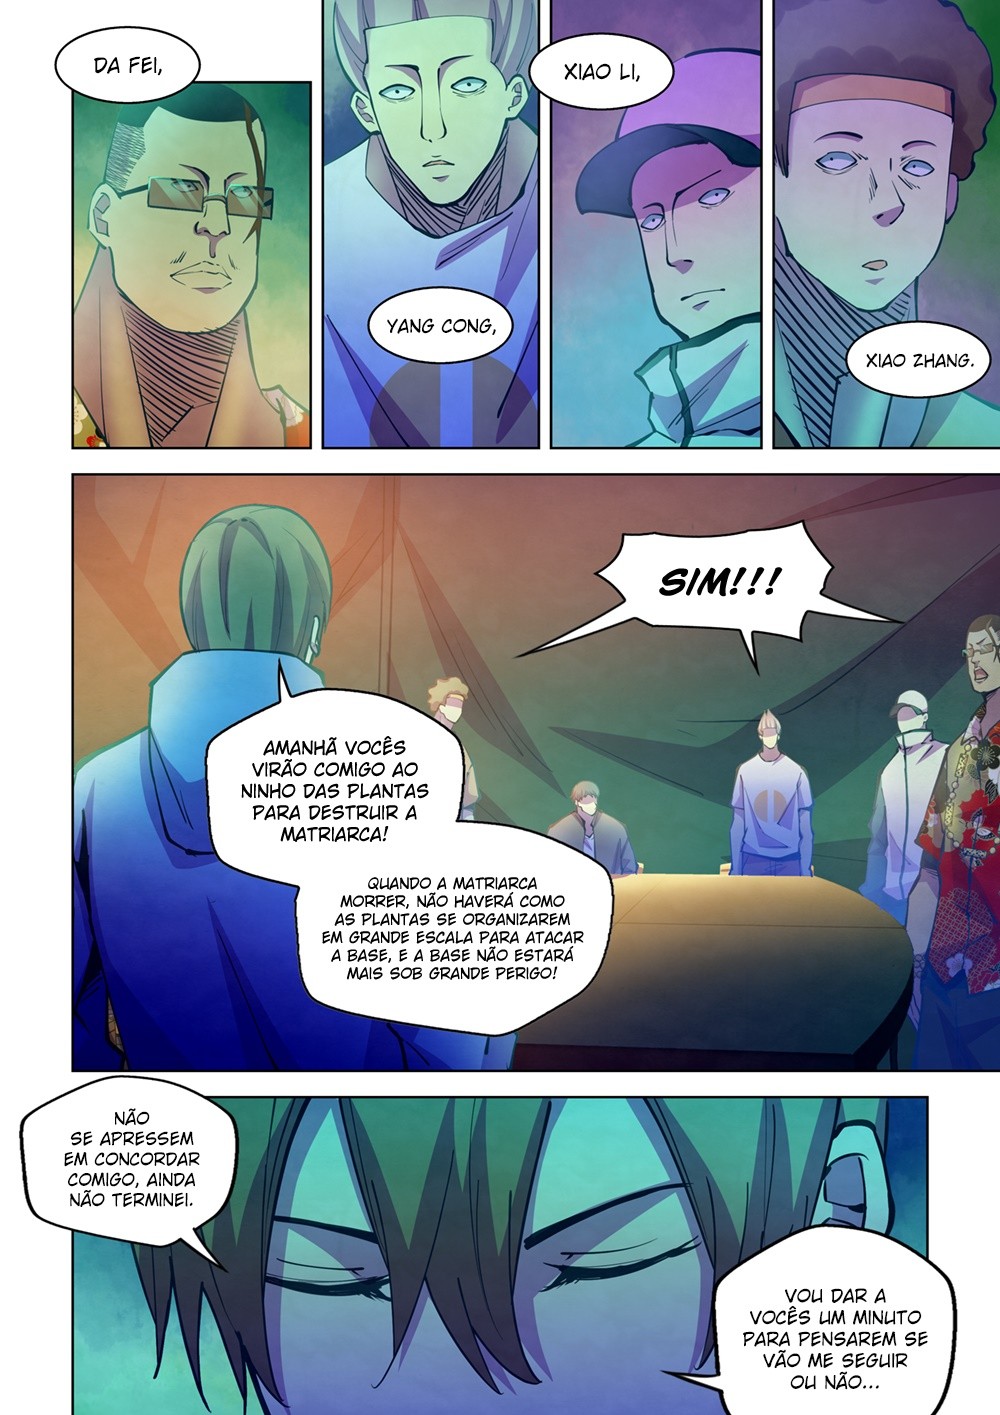 DA FEI,
YANG CONG,
XIAO LI,
XIAO ZHANG.
SIM!!!
AMANHÃ VOCÊS
VIRÃO COMIGO AO
NINHO DAS PLANTAS
PARA DESTRUIR A
MATRIARCA!
QUANDO A MATRIARCA
MORRER, NÃO HAVERÁ COMO
AS PLANTAS SE ORGANIZAREM
EM GRANDE ESCALA PARA ATACAR
A BASE, E A BASE NÃO ESTARÁ
MAIS SOB GRANDE PERIGO!
NÃO
SE APRESSEM
EM CONCORDAR
COMIGO, AINDA
NÃO TERMINEI.
VOU DAR A
VOCÊS UM MINUTO
PARA PENSAREM SE
VÃO ME SEGUIR
OU NÃO...